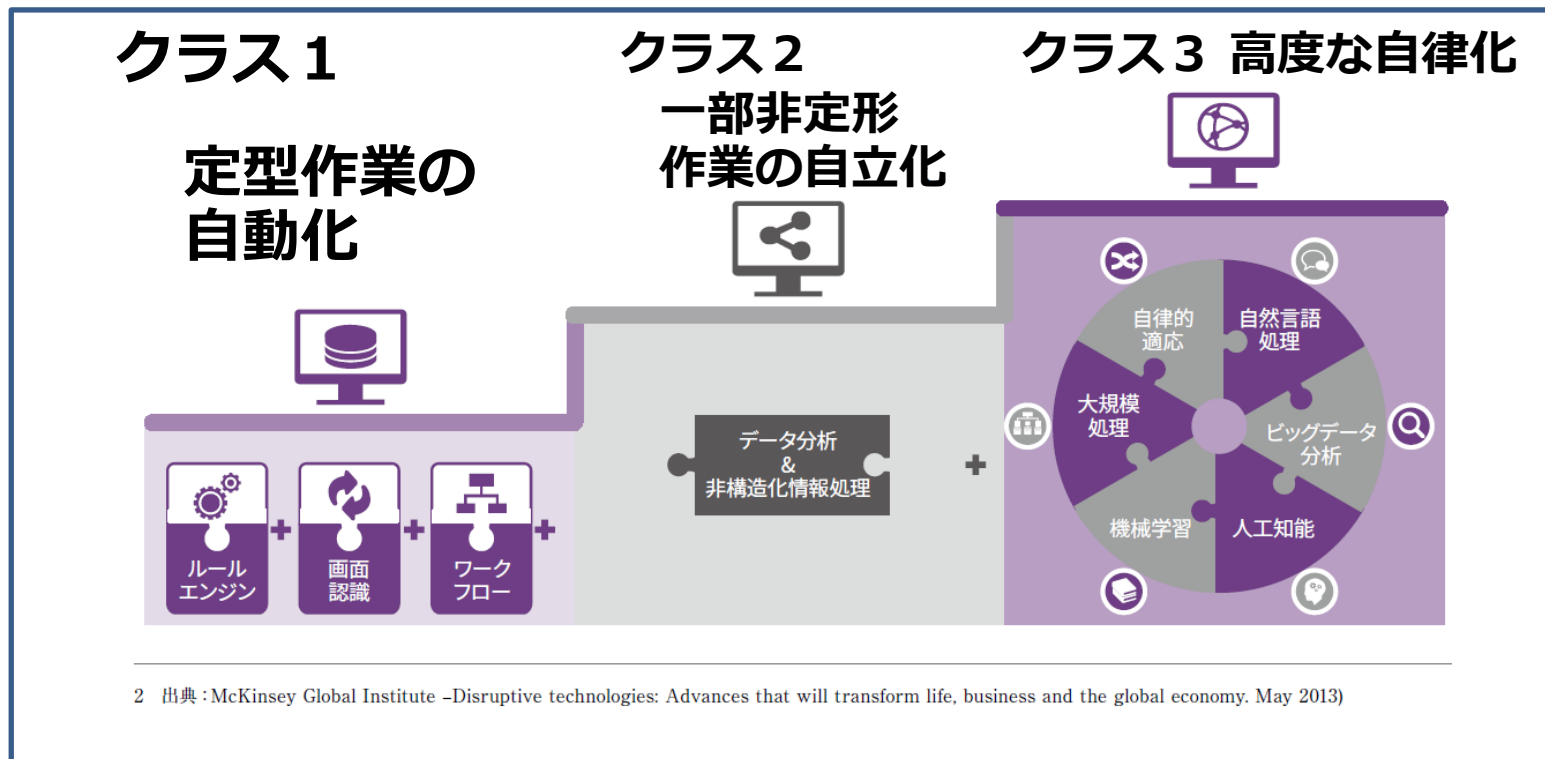 クラス１
定型作業の
自動化
クラス２
一部非定形
作業の自立化
クラス３ 高度な自律化
ルール
エンジン
画面
認識
ワーク
フロー
データ分析
&
非構造化情報処理
自律的
適応
自然言語
処理
大規模
処理
ビッグデータ
分析
機械学習
人工知能
2 出典：McKinsey Global Institute –Disruptive technologies: Advances that will transform life, business and the global economy. May 2013)